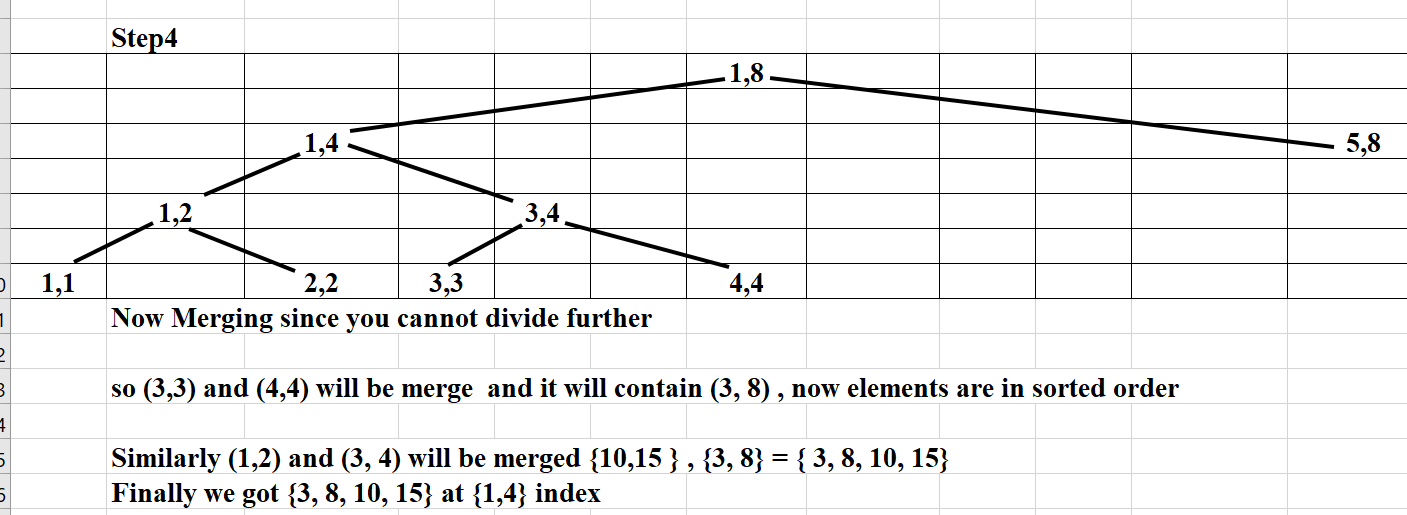 Step4
1,8
1,4 5,8
1,2 3,4
1,1 2,2 3,3 4,4
Now Merging since you cannot divide further
so (3,3) and (4,4) will be merge  and it will contain (3, 8) , now elements are in sorted order
Similarly (1,2) and (3, 4) will be merged {10,15 } , {3, 8} = { 3, 8, 10, 15}
Finally we got {3, 8, 10, 15} at {1,4} index